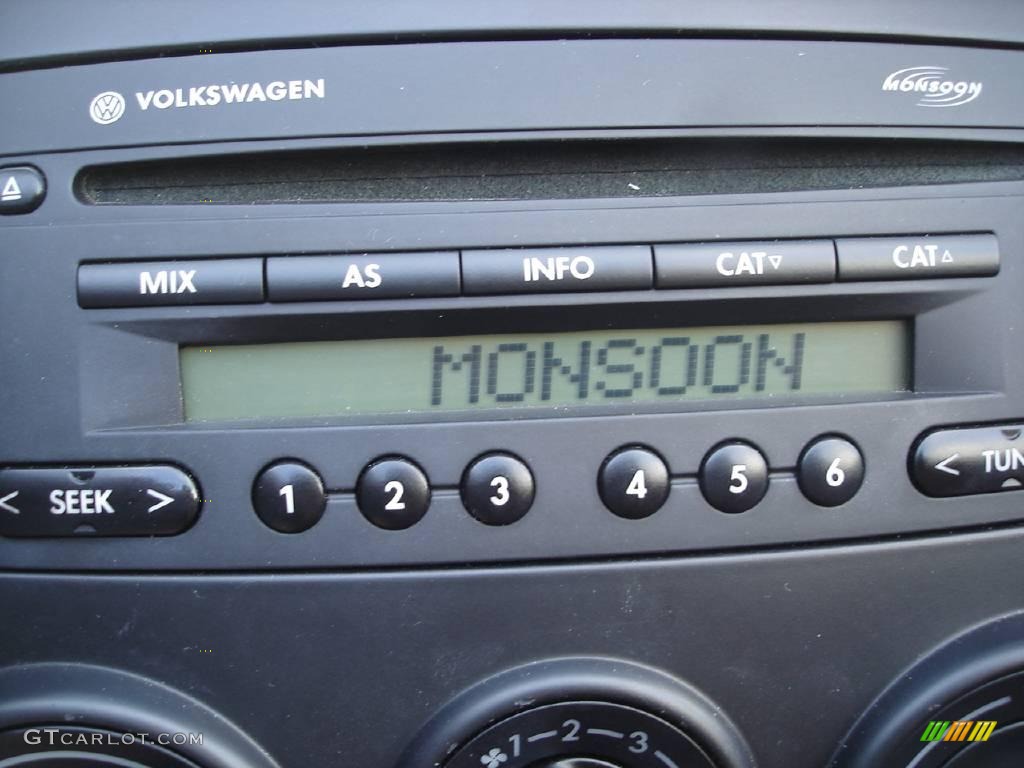 VOLKSWAGEN
MONSOON
MIX AS INFO CAT▽ CAT△
MONSOON
< SEEK > 1 2 3 4 5 6 < TUN
1 2 3
GTCARLOT.COM